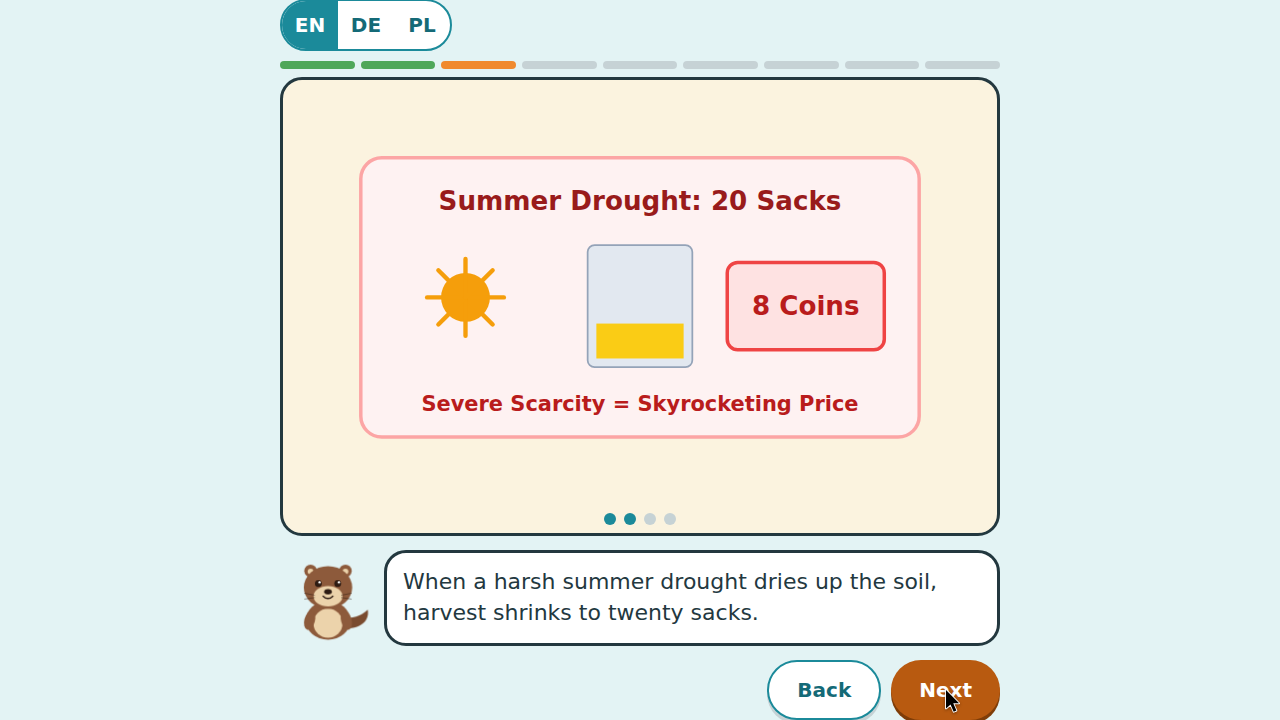 EN DE PL
Summer Drought: 20 Sacks
8 Coins
Severe Scarcity = Skyrocketing Price
When a harsh summer drought dries up the soil,
harvest shrinks to twenty sacks.
Back Next